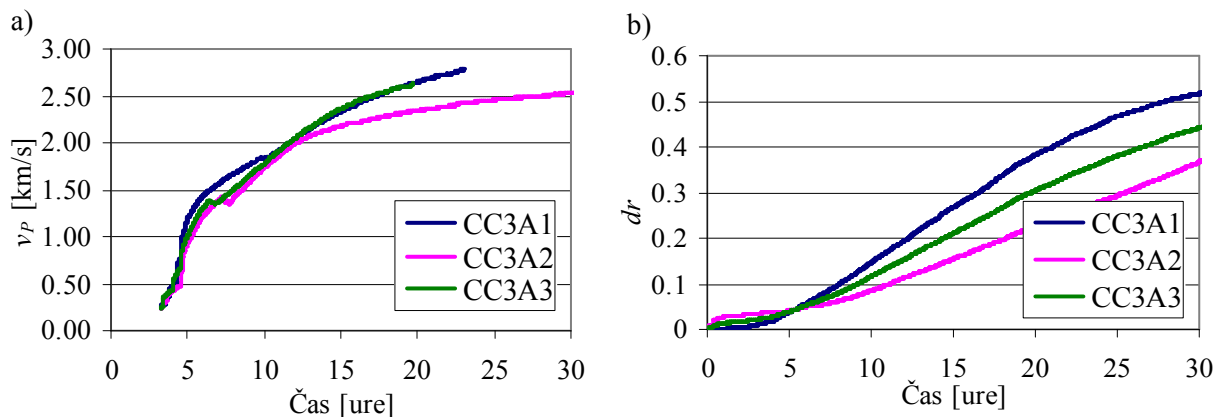 a)
3.00
2.50
2.00
1.50
1.00
0.50
0.00
v_P [km/s]
0 5 10 15 20 25 30
Čas [ure]
CC3A1
CC3A2
CC3A3
b)
0.6
0.5
0.4
0.3
0.2
0.1
0
dr
0 5 10 15 20 25 30
Čas [ure]
CC3A1
CC3A2
CC3A3